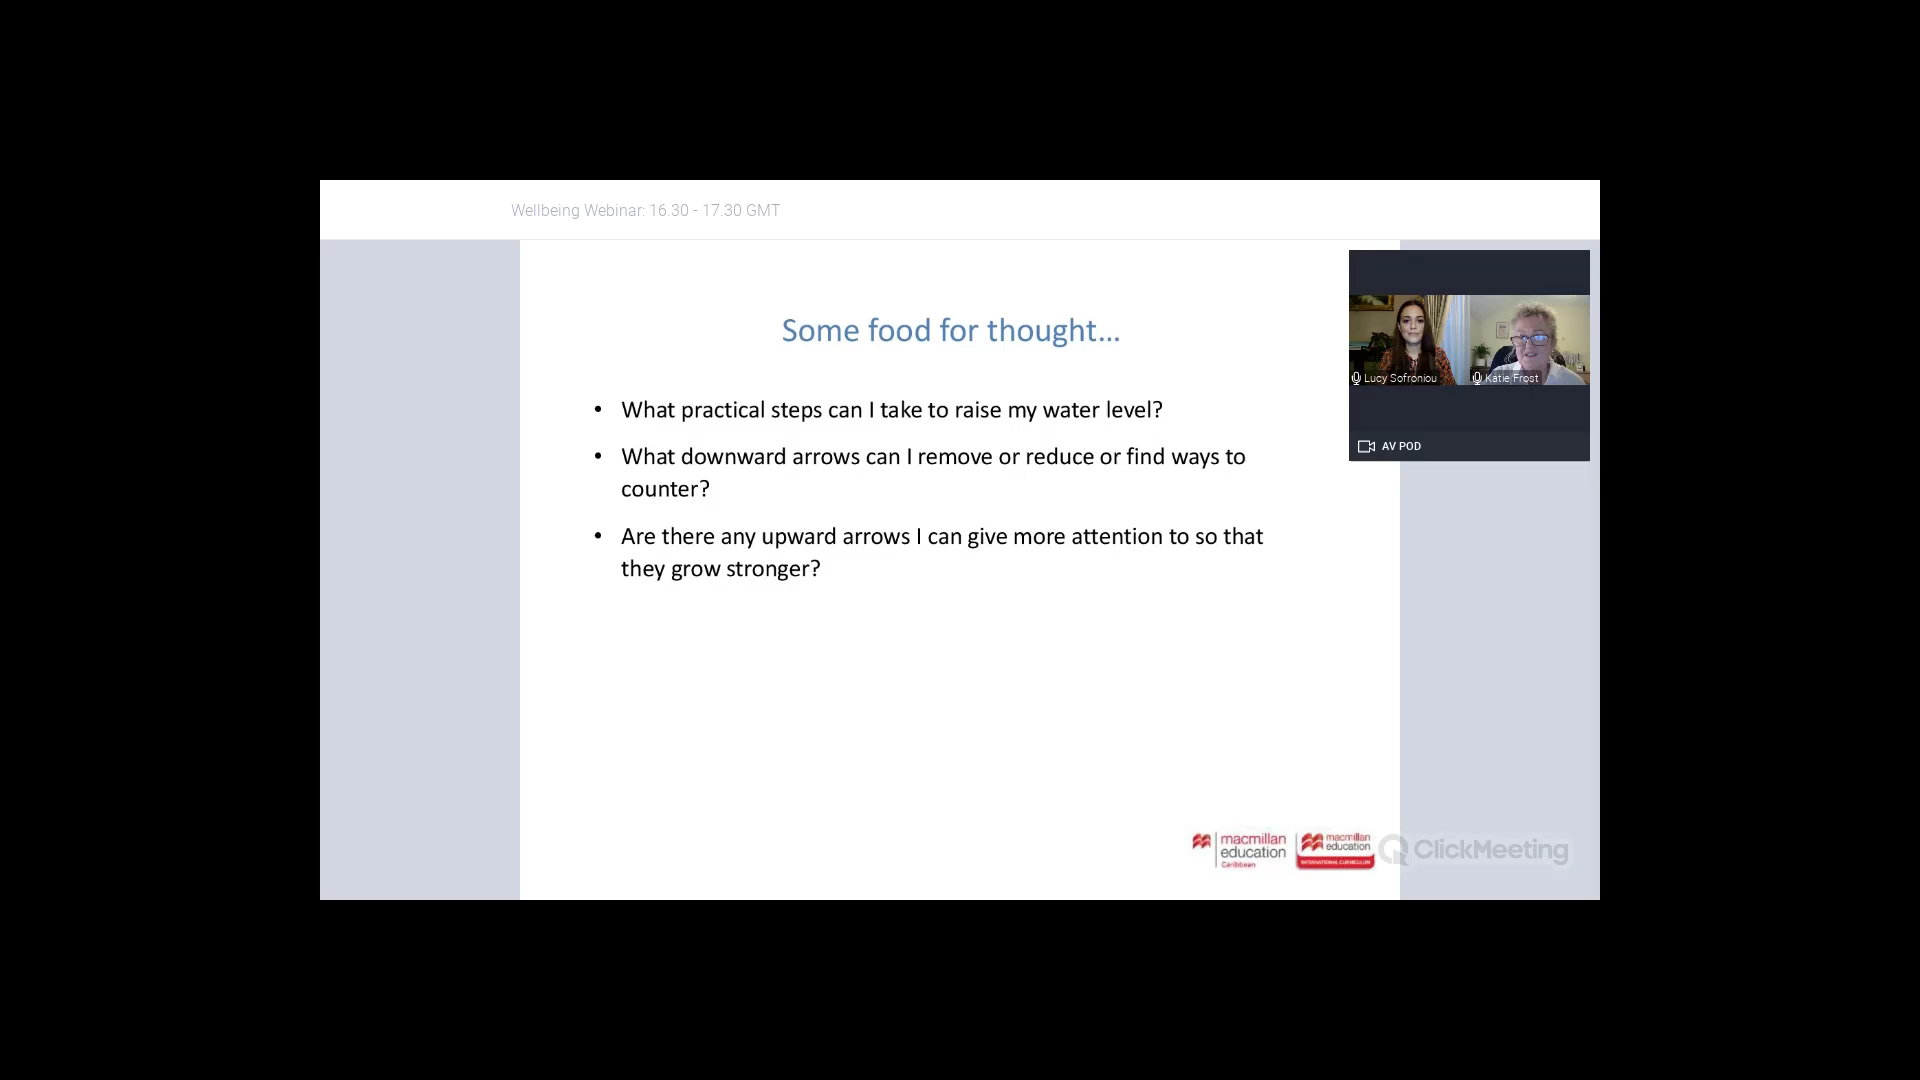 Wellbeing Webinar: 16.30 - 17.30 GMT
Some food for thought...
• What practical steps can I take to raise my water level?
• What downward arrows can I remove or reduce or find ways to
counter?
• Are there any upward arrows I can give more attention to so that
they grow stronger?
Lucy Sofroniou
Katie Frost
AV POD
macmillan
education
Caribbean
macmillan
education
INTERNATIONAL CURRICULUM
ClickMeeting